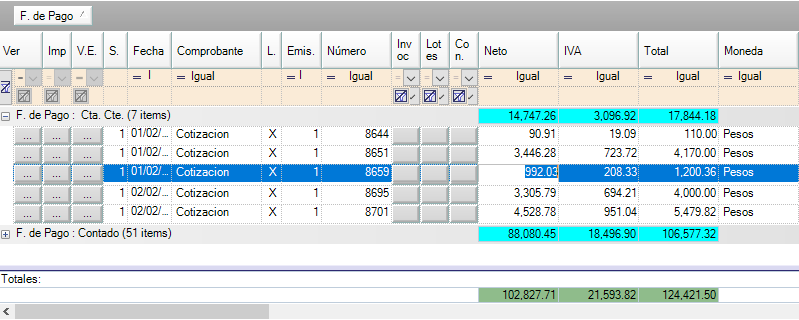 F. de Pago
Ver Imp V.E. S. Fecha Comprobante L. Emis. Número Inv oc Lot es Co n. Neto IVA Total Moneda
= = = = I = Igual = I = Igual = = = = Igual = Igual = Igual = Igual
F. de Pago : Cta. Cte. (7 items) 14,747.26 3,096.92 17,844.18
... ... ... 1 01/02/... Cotizacion X 1 8644 90.91 19.09 110.00 Pesos
... ... ... 1 01/02/... Cotizacion X 1 8651 3,446.28 723.72 4,170.00 Pesos
... ... ... 1 01/02/... Cotizacion X 1 8659 992.03 208.33 1,200.36 Pesos
... ... ... 1 02/02/... Cotizacion X 1 8695 3,305.79 694.21 4,000.00 Pesos
... ... ... 1 02/02/... Cotizacion X 1 8701 4,528.78 951.04 5,479.82 Pesos
F. de Pago : Contado (51 items) 88,080.45 18,496.90 106,577.32
Totales:
102,827.71 21,593.82 124,421.50